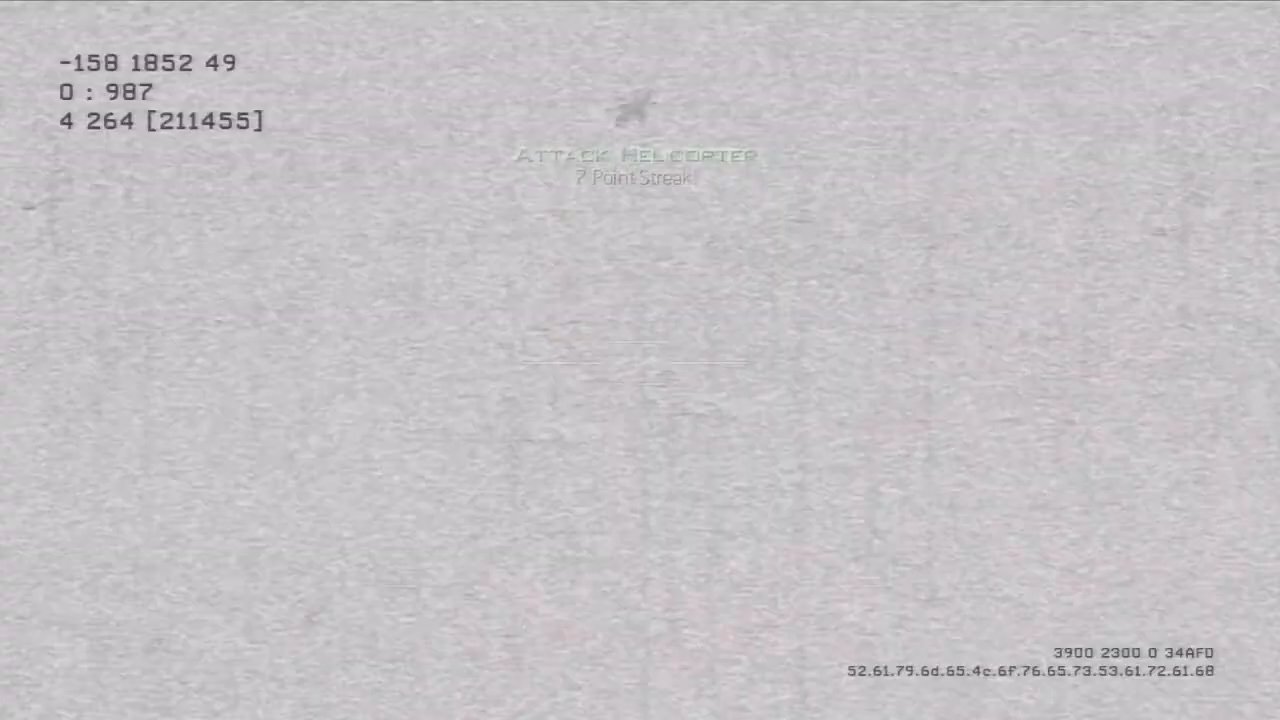 -158 1852 49
0 : 987
4 264 [211455]
ATTACK HELICOPTER
7 Point Streak!
3900 2300 0 34AFD
52.61.79.6d.65.4c.6f.76.65.73.53.61.72.61.68